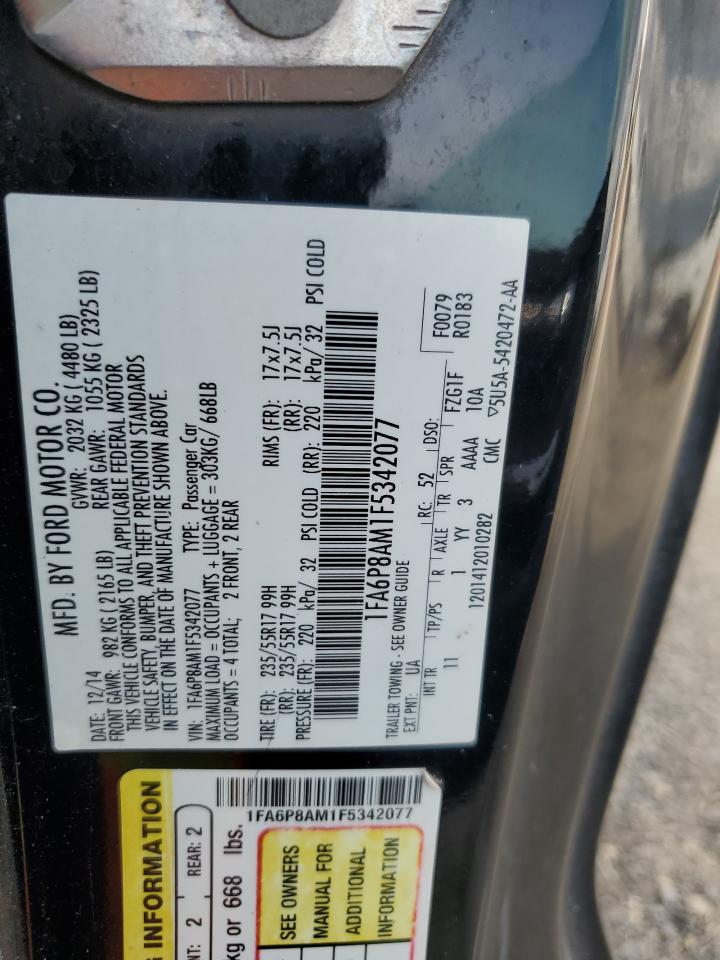 MFD. BY FORD MOTOR CO.
DATE: 12/14 GVWR: 2032 KG ( 4480 LB)
FRONT GAWR: 982 KG ( 2165 LB) REAR GAWR: 1055 KG ( 2325 LB)
THIS VEHICLE CONFORMS TO ALL APPLICABLE FEDERAL MOTOR
VEHICLE SAFETY, BUMPER, AND THEFT PREVENTION STANDARDS
IN EFFECT ON THE DATE OF MANUFACTURE SHOWN ABOVE.
VIN: 1FA6P8AM1F5342077 TYPE: Passenger Car
MAXIMUM LOAD = OCCUPANTS + LUGGAGE = 303KG/ 668LB
OCCUPANTS = 4 TOTAL; 2 FRONT, 2 REAR
TIRE (FR): 235/55R17 99H RIMS (FR): 17x7.5J
(RR): 235/55R17 99H (RR): 17x7.5J
PRESSURE (FR): 220 kPa/ 32 PSI COLD (RR): 220 kPa/ 32 PSI COLD
1FA6P8AM1F5342077
TRAILER TOWING - SEE OWNER GUIDE
EXT PNT: UA RC: 52 DSO: F0079
INT TR TP/PS R AXLE TR SPR FZG1F R0183
11 1 YY 3 AAAA 10A
1201412010282 CMC ▽5U5A-5420472-AA
INFORMATION
NT: 2 REAR: 2
kg or 668 lbs.
1FA6P8AM1F5342077
SEE OWNERS
MANUAL FOR
ADDITIONAL
INFORMATION